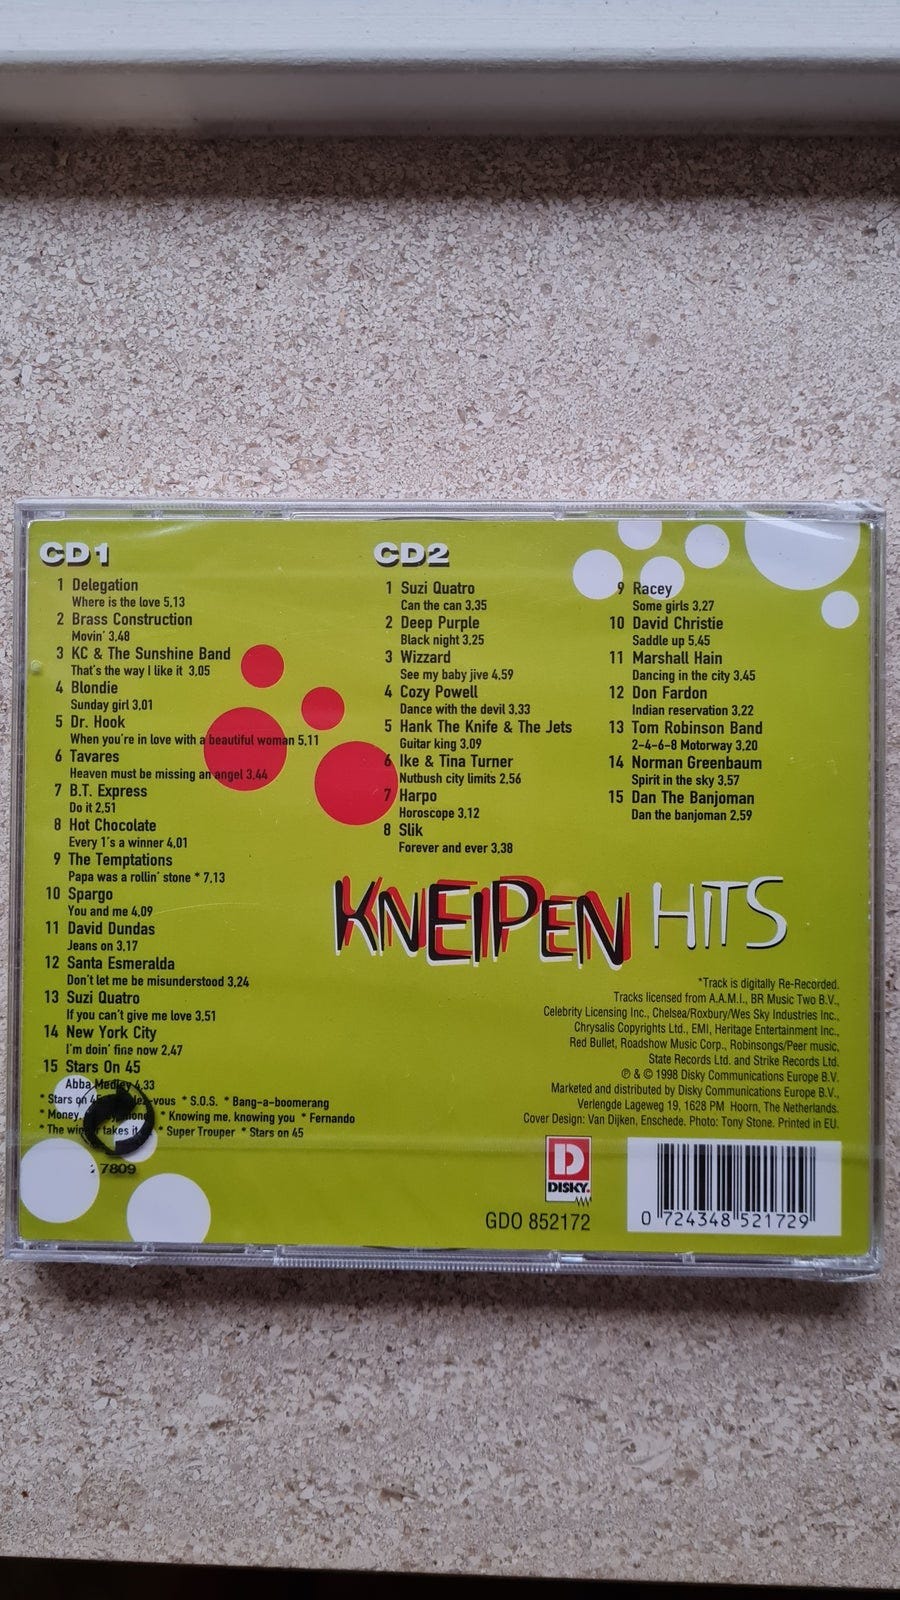 CD1
1 Delegation
Where is the love 5,13
2 Brass Construction
Movin' 3,48
3 KC & The Sunshine Band
That's the way I like it 3,05
4 Blondie
Sunday girl 3,01
5 Dr. Hook
When you're in love with a beautiful woman 5,11
6 Tavares
Heaven must be missing an angel 3,44
7 B.T. Express
Do it 2,51
8 Hot Chocolate
Every 1's a winner 4,01
9 The Temptations
Papa was a rollin' stone * 7,13
10 Spargo
You and me 4,09
11 David Dundas
Jeans on 3,17
12 Santa Esmeralda
Don't let me be misunderstood 3,24
13 Suzi Quatro
If you can't give me love 3,51
14 New York City
I'm doin' fine now 2,47
15 Stars On 45
Abba Medley 4,33
* Stars on 45 * S.O.S. * Bang-a-boomerang
* Money, * Knowing me, knowing you * Fernando
* The takes it * Super Trouper * Stars on 45
7809
CD2
1 Suzi Quatro
Can the can 3,35
2 Deep Purple
Black night 3,25
3 Wizzard
See my baby jive 4,59
4 Cozy Powell
Dance with the devil 3,33
5 Hank The Knife & The Jets
Guitar king 3,09
6 Ike & Tina Turner
Nutbush city limits 2,56
7 Harpo
Horoscope 3,12
8 Slik
Forever and ever 3,38
9 Racey
Some girls 3,27
10 David Christie
Saddle up 5,45
11 Marshall Hain
Dancing in the city 3,45
12 Don Fardon
Indian reservation 3,22
13 Tom Robinson Band
2-4-6-8 Motorway 3,20
14 Norman Greenbaum
Spirit in the sky 3,57
15 Dan The Banjoman
Dan the banjoman 2,59
KNEIPEN HITS
*Track is digitally Re-Recorded.
Tracks licensed from A.A.M.I., BR Music Two B.V.,
Celebrity Licensing Inc., Chelsea/Roxbury/Wes Sky Industries Inc.,
Chrysalis Copyrights Ltd., EMI, Heritage Entertainment Inc.,
Red Bullet, Roadshow Music Corp., Robinsongs/Peer music,
State Records Ltd. and Strike Records Ltd.
℗ & © 1998 Disky Communications Europe B.V.
Marketed and distributed by Disky Communications Europe B.V.,
Verlengde Lageweg 19, 1628 PM Hoorn, The Netherlands.
Cover Design: Van Dijken, Enschede. Photo: Tony Stone. Printed in EU.
D
DISKY.
GDO 852172
0 724348 521729